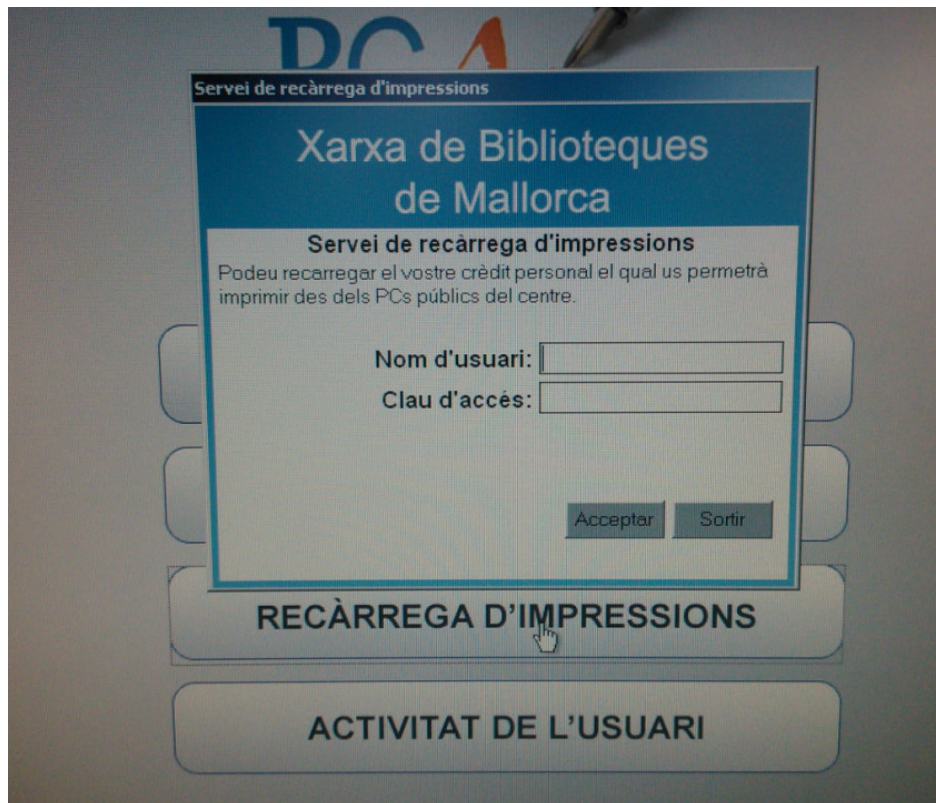 Servei de recàrrega d'impressions
Xarxa de Biblioteques
de Mallorca
Servei de recàrrega d'impressions
Podeu recarregar el vostre crèdit personal el qual us permetrà
imprimir des dels PCs públics del centre.
Nom d'usuari:
Clau d'accés:
Acceptar Sortir
RECÀRREGA D’IMPRESSIONS
ACTIVITAT DE L’USUARI